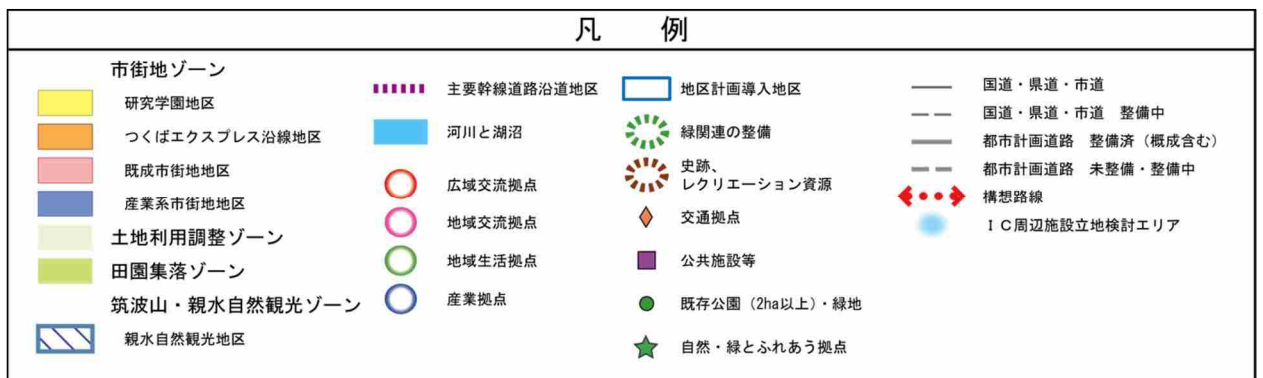 凡 例
市街地ゾーン
研究学園地区
つくばエクスプレス沿線地区
既成市街地地区
産業系市街地地区
土地利用調整ゾーン
田園集落ゾーン
筑波山・親水自然観光ゾーン
親水自然観光地区
主要幹線道路沿道地区
河川と湖沼
広域交流拠点
地域交流拠点
地域生活拠点
産業拠点
地区計画導入地区
緑関連の整備
史跡、
レクリエーション資源
交通拠点
公共施設等
既存公園（2ha以上）・緑地
自然・緑とふれあう拠点
国道・県道・市道
国道・県道・市道 整備中
都市計画道路 整備済（概成含む）
都市計画道路 未整備・整備中
構想路線
ＩＣ周辺施設立地検討エリア